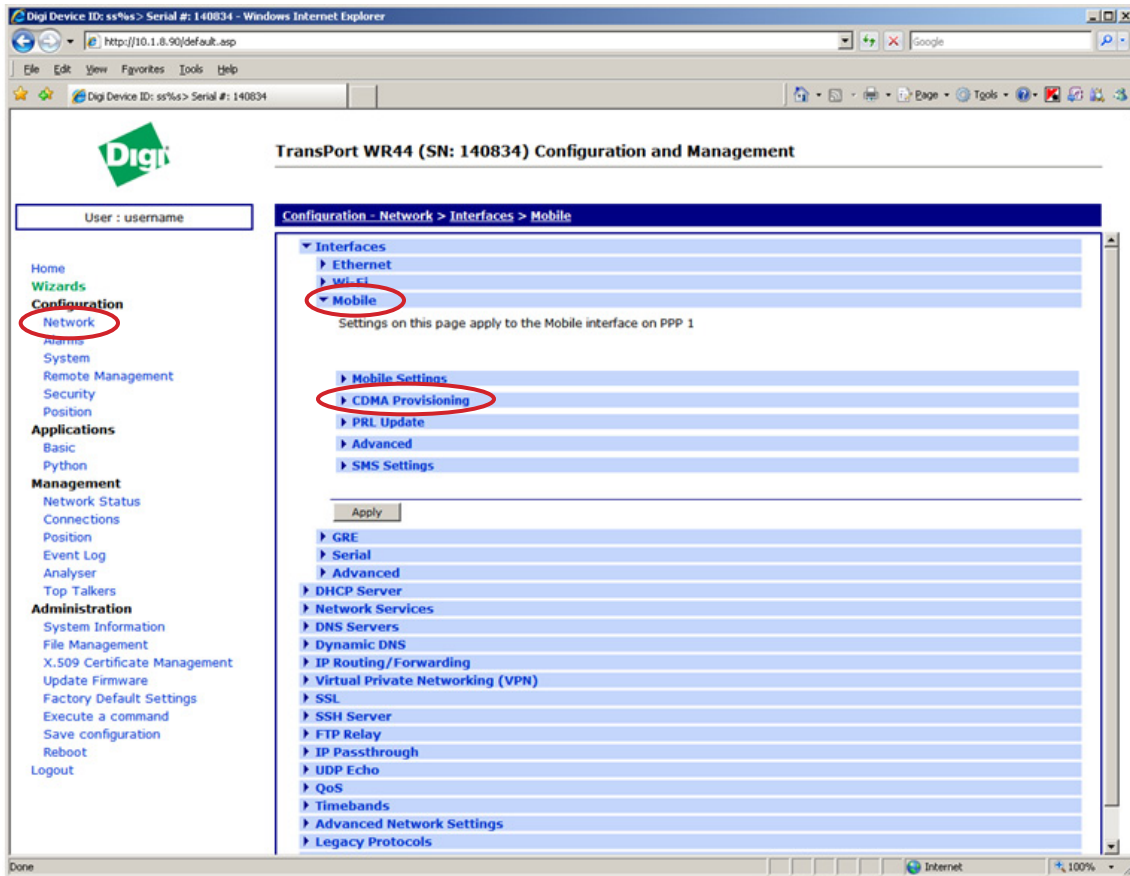 Digi Device ID: ss%s> Serial #: 140834 - Windows Internet Explorer
http://10.1.8.90/default.asp
Google
File Edit View Favorites Tools Help
Digi Device ID: ss%s> Serial #: 140834
Page Tools
Digi
TransPort WR44 (SN: 140834) Configuration and Management
User : username
Configuration - Network > Interfaces > Mobile
Home
Wizards
Configuration
Network
Alarms
System
Remote Management
Security
Position
Applications
Basic
Python
Management
Network Status
Connections
Position
Event Log
Analyser
Top Talkers
Administration
System Information
File Management
X.509 Certificate Management
Update Firmware
Factory Default Settings
Execute a command
Save configuration
Reboot
Logout
Interfaces
Ethernet
Wi-Fi
Mobile
Settings on this page apply to the Mobile interface on PPP 1
Mobile Settings
CDMA Provisioning
PRL Update
Advanced
SMS Settings
Apply
GRE
Serial
Advanced
DHCP Server
Network Services
DNS Servers
Dynamic DNS
IP Routing/Forwarding
Virtual Private Networking (VPN)
SSL
SSH Server
FTP Relay
IP Passthrough
UDP Echo
QoS
Timebands
Advanced Network Settings
Legacy Protocols
Done
Internet
100%